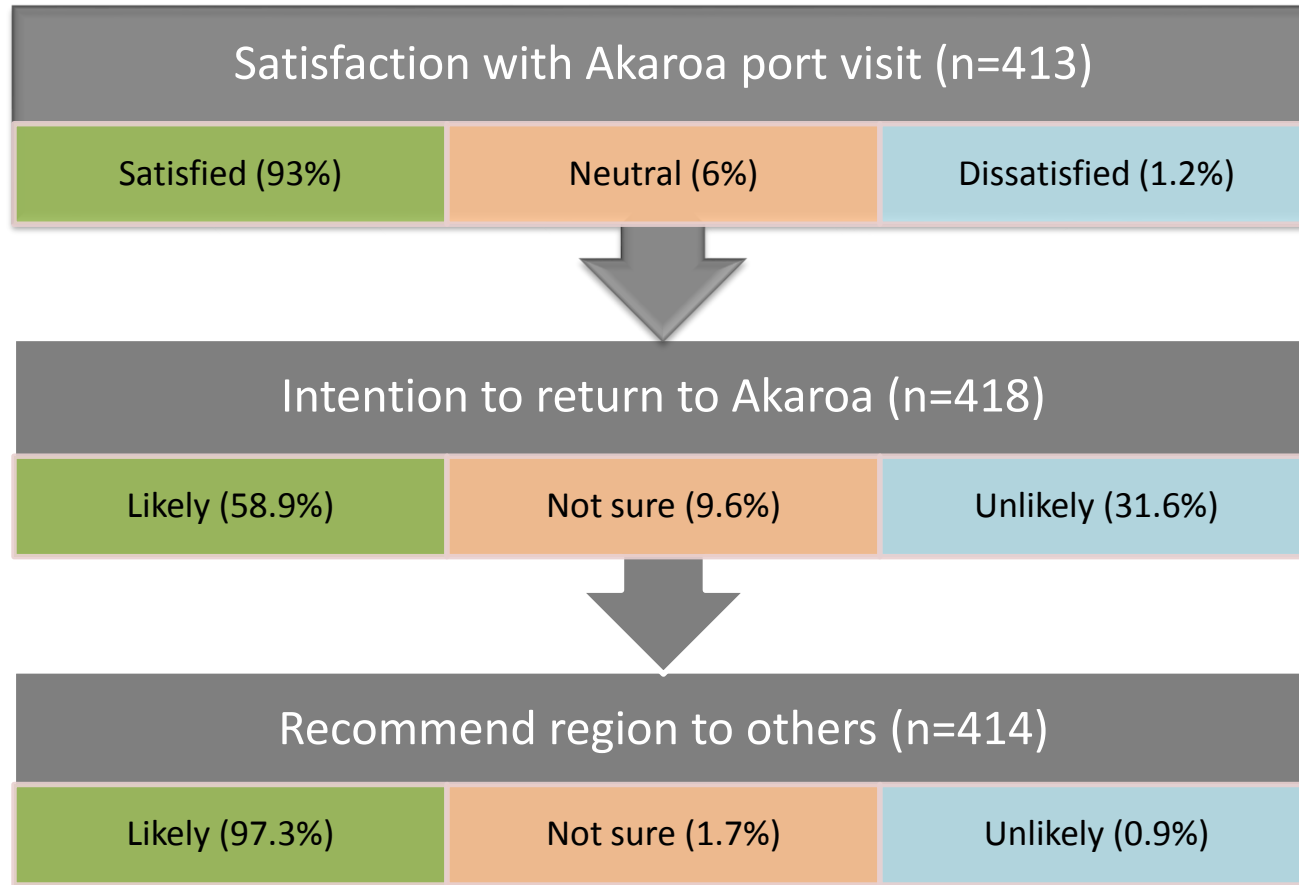 Satisfaction with Akaroa port visit (n=413)
Satisfied (93%)
Neutral (6%)
Dissatisfied (1.2%)
Intention to return to Akaroa (n=418)
Likely (58.9%)
Not sure (9.6%)
Unlikely (31.6%)
Recommend region to others (n=414)
Likely (97.3%)
Not sure (1.7%)
Unlikely (0.9%)